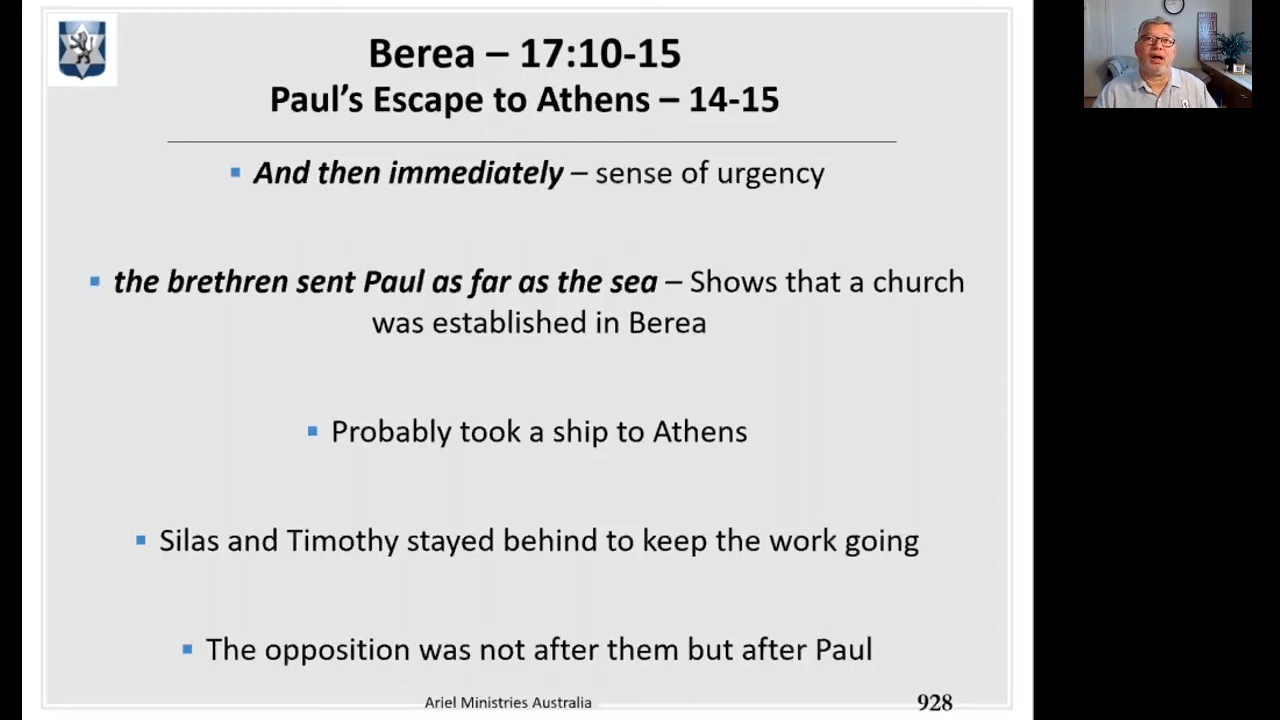 Berea – 17:10-15
Paul’s Escape to Athens – 14-15
▪ And then immediately – sense of urgency
▪ the brethren sent Paul as far as the sea – Shows that a church
was established in Berea
▪ Probably took a ship to Athens
▪ Silas and Timothy stayed behind to keep the work going
▪ The opposition was not after them but after Paul
Ariel Ministries Australia
928